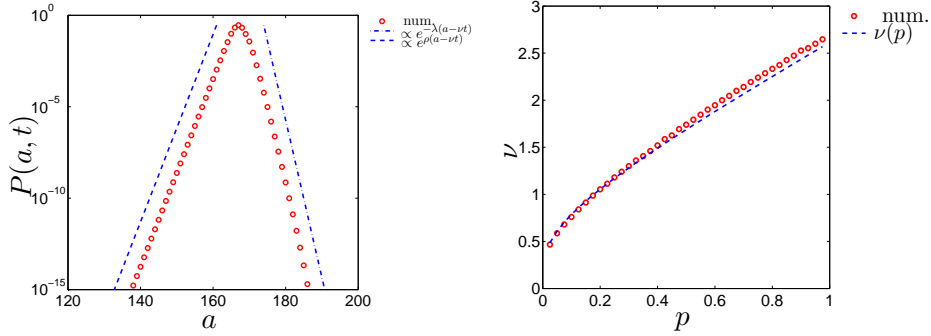 10^0
10^{-5}
10^{-10}
10^{-15}
P(a, t)
120 140 160 180 200
a
num.
∝ e^{-λ(a-νt)}
∝ e^{ρ(a-νt)}
3
2.5
2
1.5
1
0.5
0
ν
0 0.2 0.4 0.6 0.8 1
p
num.
ν(p)